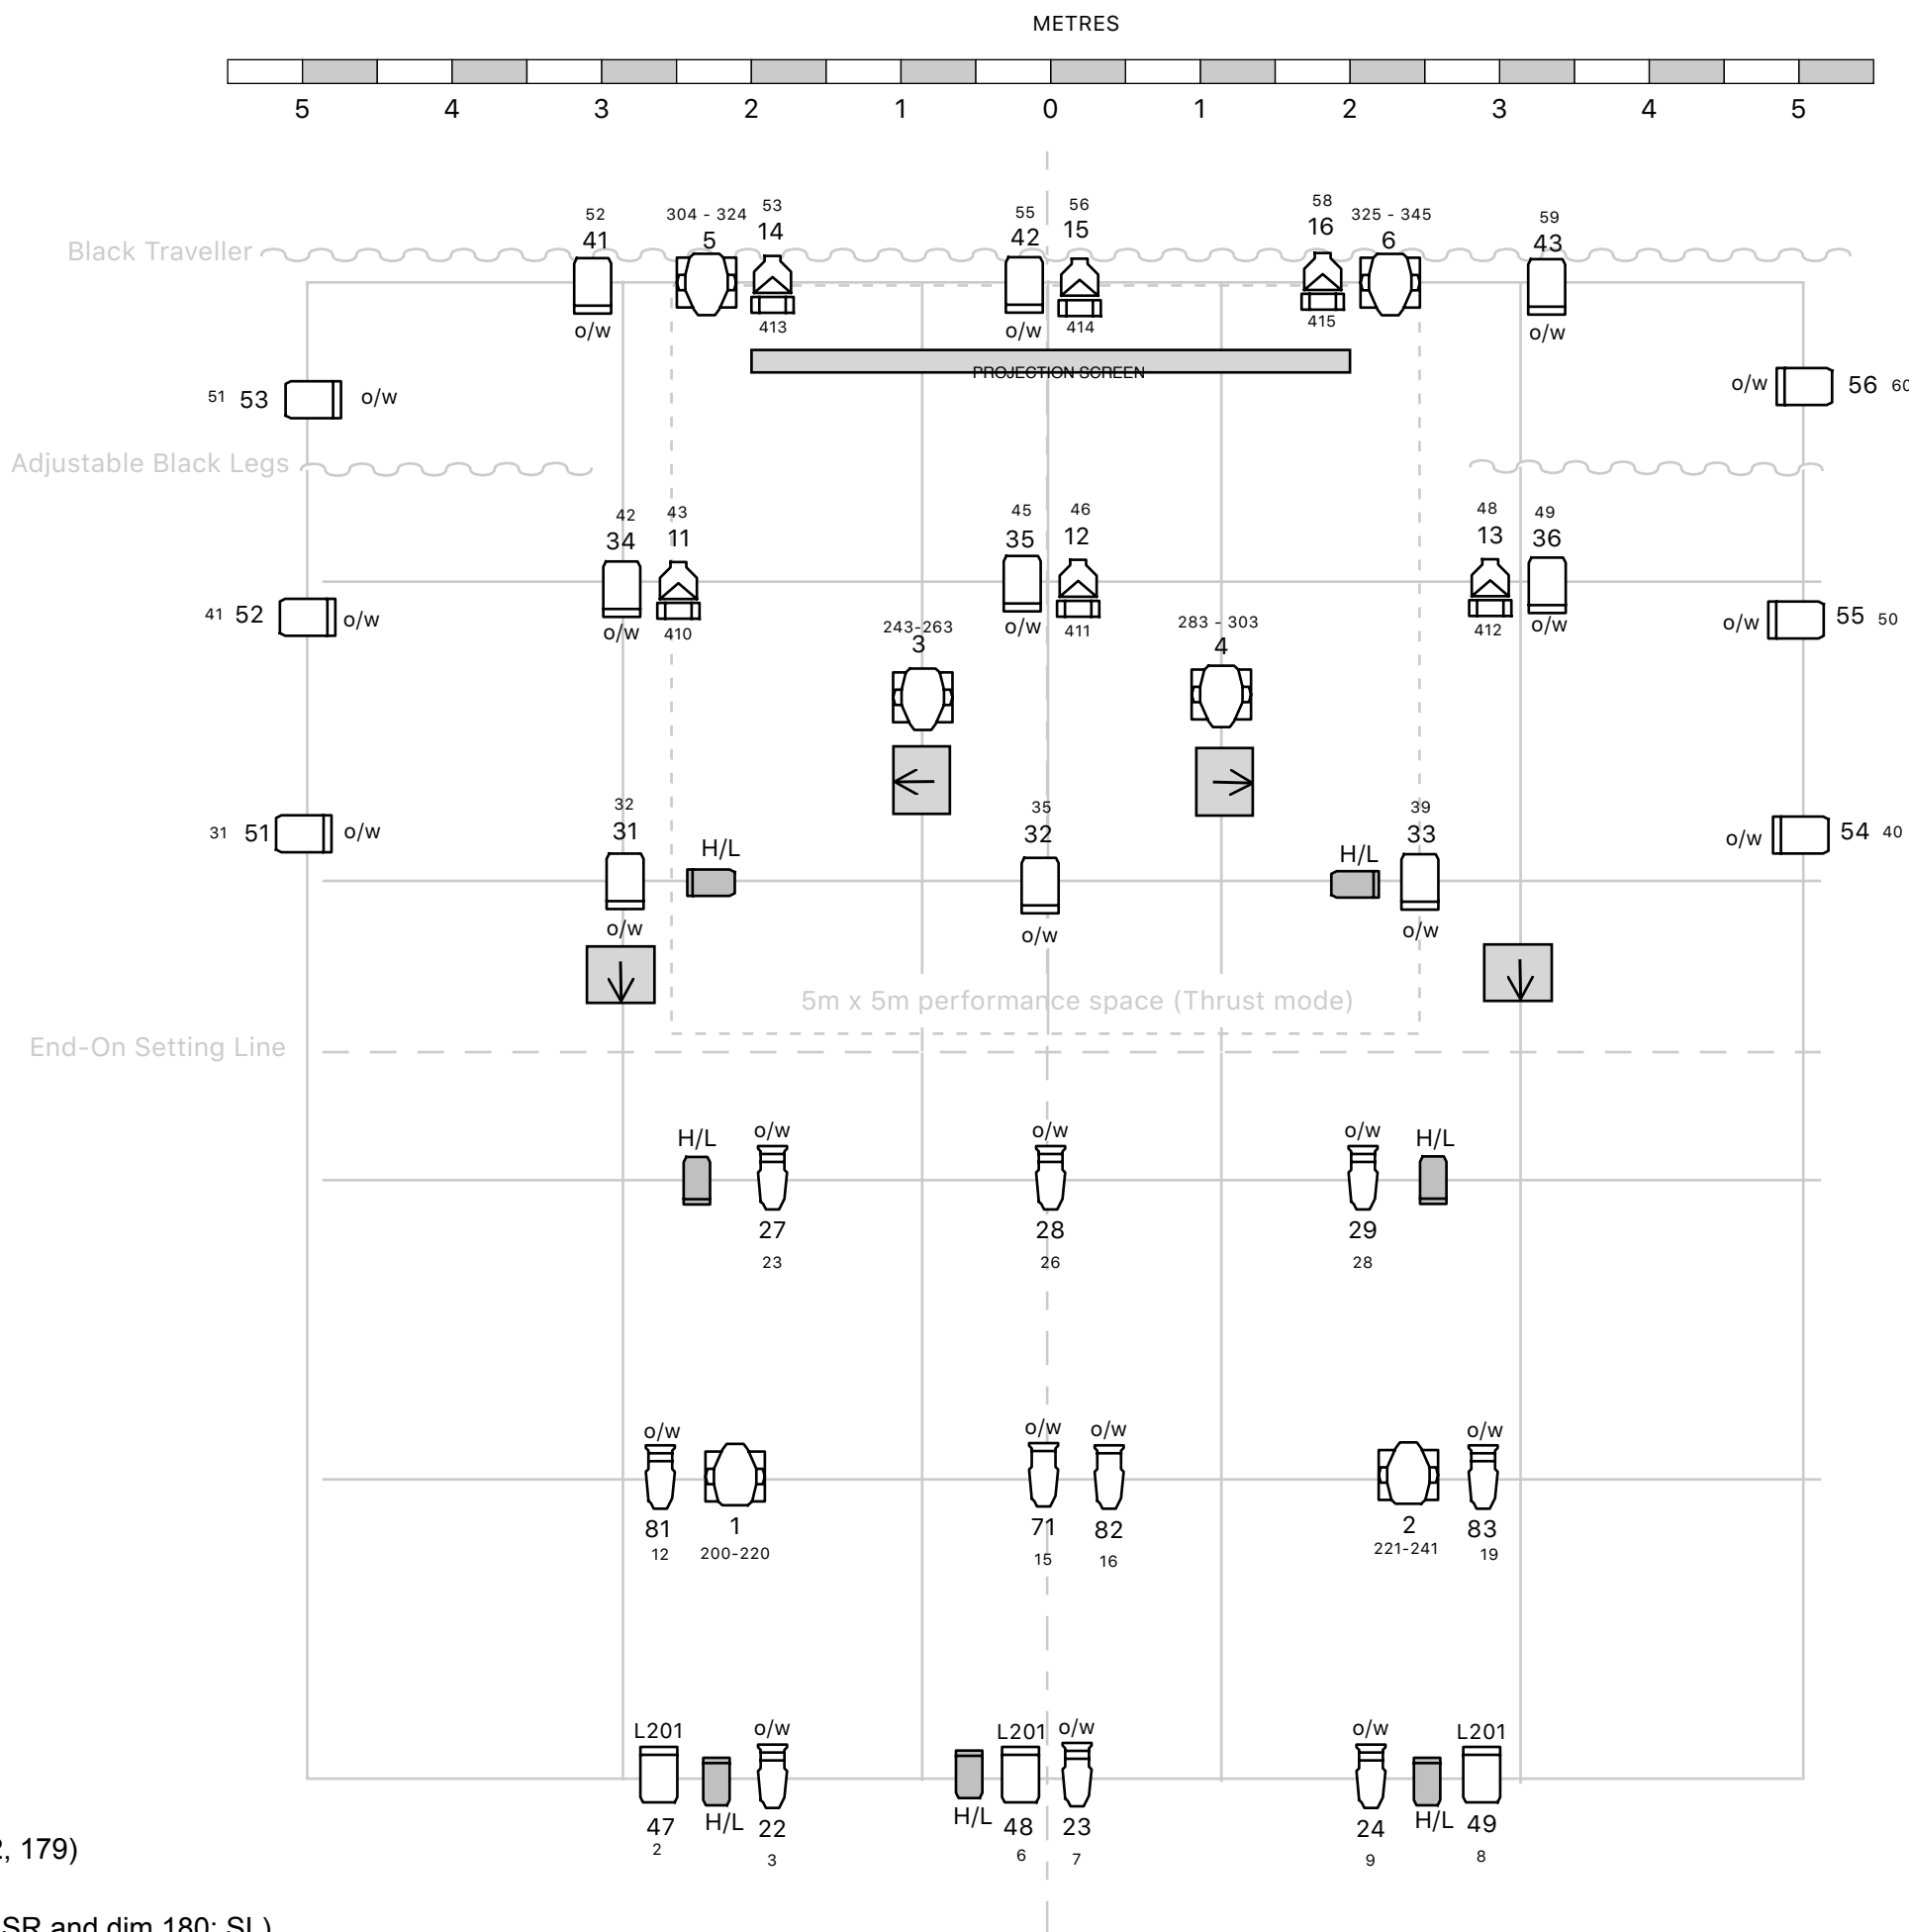 METRES
5 4 3 2 1 0 1 2 3 4 5
52 304 - 324 53 55 56 58 325 - 345 59
41 5 14 42 15 16 6 43
Black Traveller
o/w 413 o/w 414 415 o/w
PROJECTION SCREEN
51 53 o/w o/w 56 60
Adjustable Black Legs
42 43 45 46 48 49
34 11 35 12 13 36
41 52 o/w o/w 410 o/w 411 412 o/w o/w 55 50
243-263 283 - 303
3 4
32 35 39
31 51 o/w 31 32 33 o/w 54 40
H/L H/L
o/w o/w o/w
5m x 5m performance space (Thrust mode)
End-On Setting Line
H/L o/w o/w o/w H/L
27 28 29
23 26 28
o/w o/w o/w o/w
81 1 71 82 2 83
12 200-220 15 16 221-241 19
L201 o/w L201 o/w o/w L201
47 H/L 22 H/L 48 23 24 H/L 49
2 3 6 7 9 8
, 179)
SR and dim 180: SL)